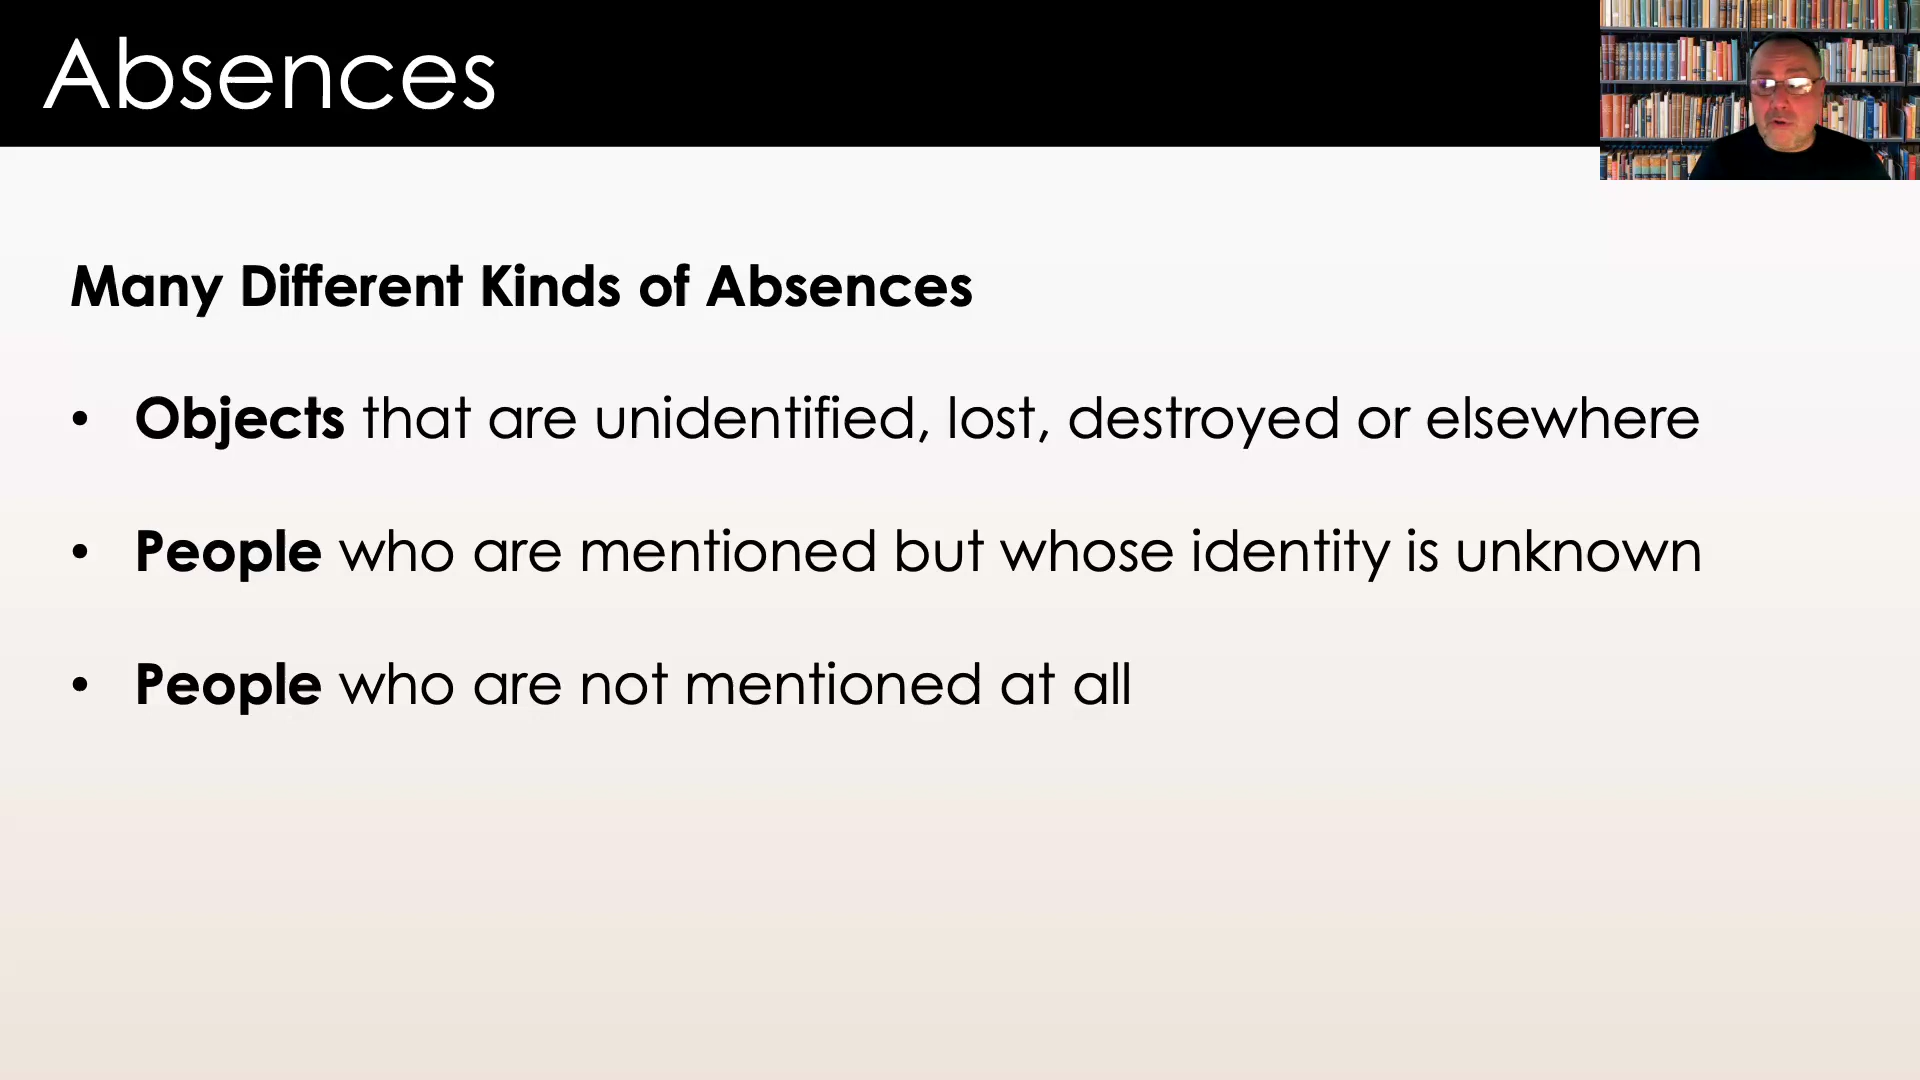 Absences
Many Different Kinds of Absences
• Objects that are unidentified, lost, destroyed or elsewhere
• People who are mentioned but whose identity is unknown
• People who are not mentioned at all